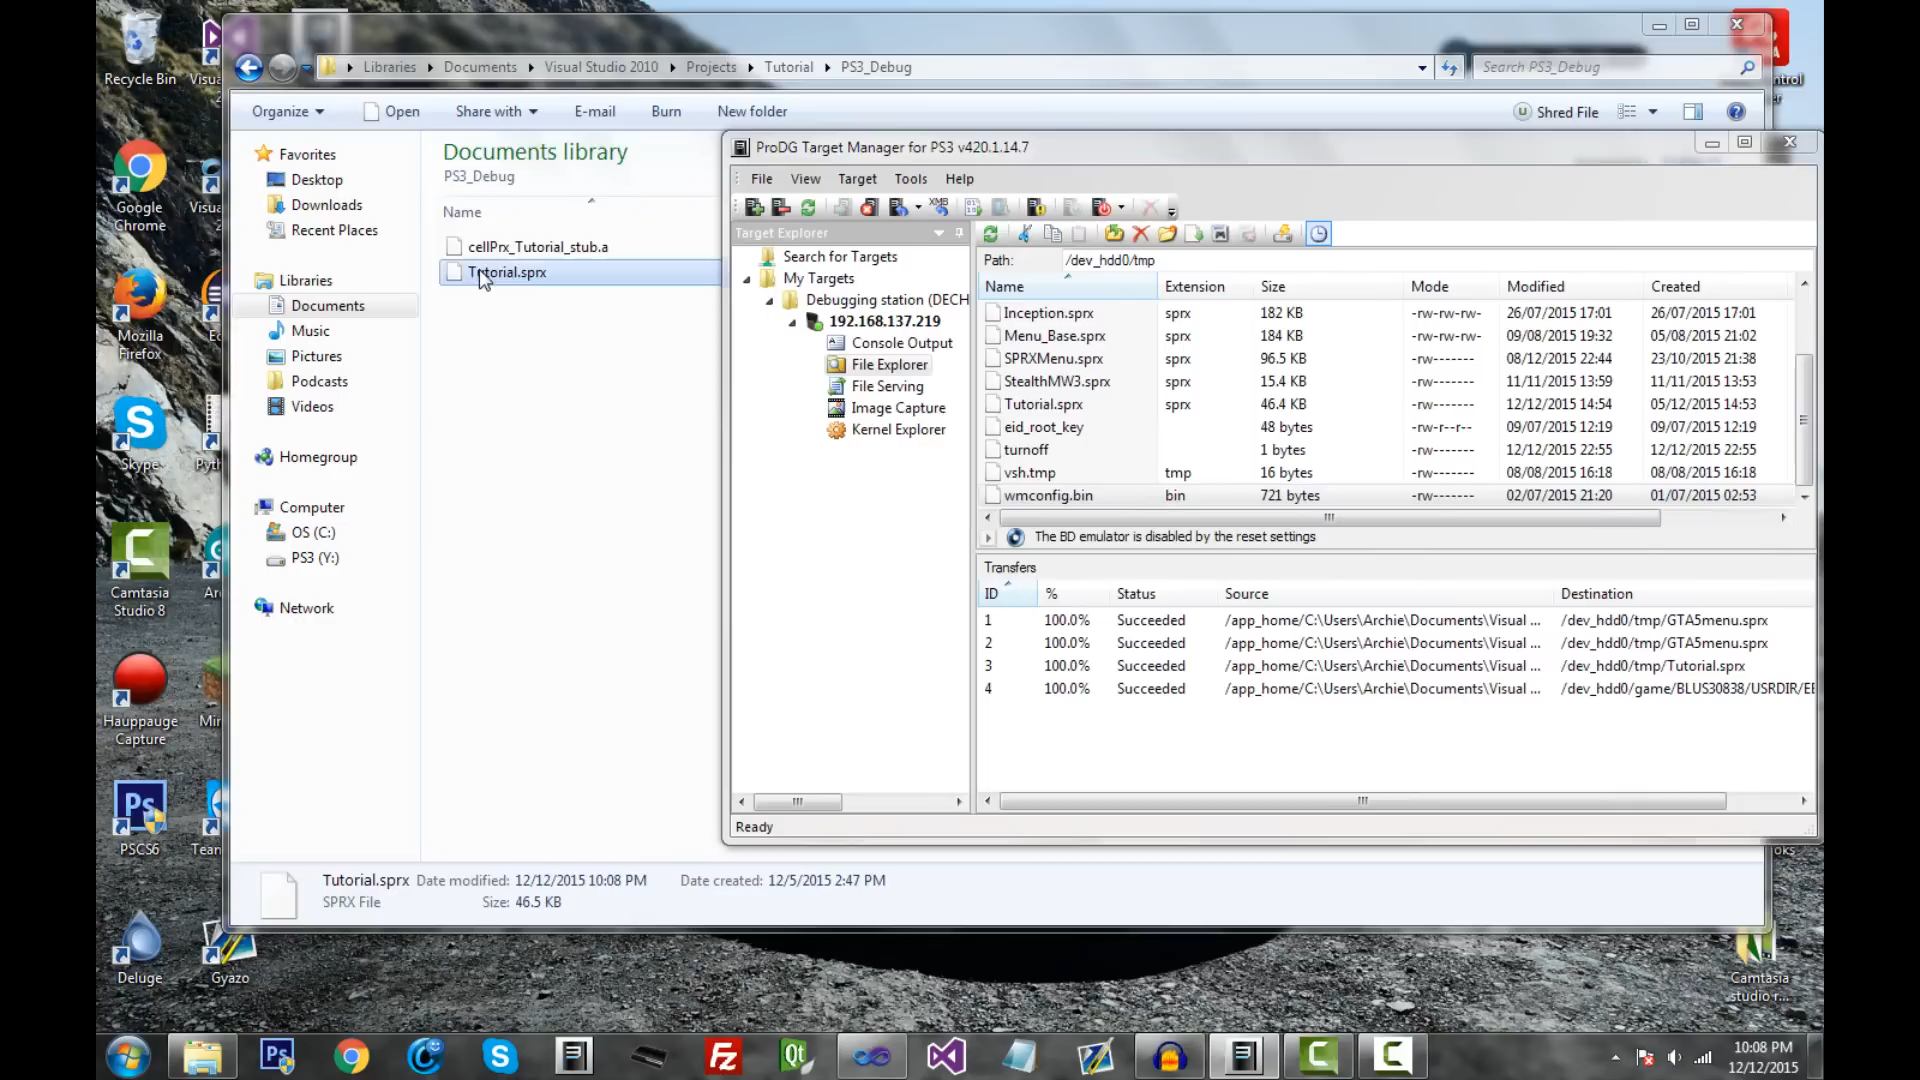 Recycle Bin
Google Chrome
Mozilla Firefox
Skype
Camtasia Studio 8
Hauppauge Capture
PSCS6
Deluge
Gyazo
Camtasia studio r...
Libraries Documents Visual Studio 2010 Projects Tutorial PS3_Debug
Search PS3_Debug
Organize Open Share with E-mail Burn New folder Shred File
Favorites
Desktop
Downloads
Recent Places
Libraries
Documents
Music
Pictures
Podcasts
Videos
Homegroup
Computer
OS (C:)
PS3 (Y:)
Network
Documents library
PS3_Debug
Name
cellPrx_Tutorial_stub.a
Tutorial.sprx
ProDG Target Manager for PS3 v420.1.14.7
File View Target Tools Help
XMB
Target Explorer
Search for Targets
My Targets
Debugging station (DECH
192.168.137.219
Console Output
File Explorer
File Serving
Image Capture
Kernel Explorer
Path: /dev_hdd0/tmp
Name Extension Size Mode Modified Created
Inception.sprx sprx 182 KB -rw-rw-rw- 26/07/2015 17:01 26/07/2015 17:01
Menu_Base.sprx sprx 184 KB -rw-rw-rw- 09/08/2015 19:32 05/08/2015 21:02
SPRXMenu.sprx sprx 96.5 KB -rw------- 08/12/2015 22:44 23/10/2015 21:38
StealthMW3.sprx sprx 15.4 KB -rw------- 11/11/2015 13:59 11/11/2015 13:53
Tutorial.sprx sprx 46.4 KB -rw------- 12/12/2015 14:54 05/12/2015 14:53
eid_root_key 48 bytes -rw-r--r-- 09/07/2015 12:19 09/07/2015 12:19
turnoff 1 bytes -rw------- 12/12/2015 22:55 12/12/2015 22:55
vsh.tmp tmp 16 bytes -rw------- 08/08/2015 16:18 08/08/2015 16:18
wmconfig.bin bin 721 bytes -rw------- 02/07/2015 21:20 01/07/2015 02:53
The BD emulator is disabled by the reset settings
Transfers
ID % Status Source Destination
1 100.0% Succeeded /app_home/C:\Users\Archie\Documents\Visual ... /dev_hdd0/tmp/GTA5menu.sprx
2 100.0% Succeeded /app_home/C:\Users\Archie\Documents\Visual ... /dev_hdd0/tmp/GTA5menu.sprx
3 100.0% Succeeded /app_home/C:\Users\Archie\Documents\Visual ... /dev_hdd0/tmp/Tutorial.sprx
4 100.0% Succeeded /app_home/C:\Users\Archie\Documents\Visual ... /dev_hdd0/game/BLUS30838/USRDIR/EE
Ready
Tutorial.sprx Date modified: 12/12/2015 10:08 PM Date created: 12/5/2015 2:47 PM
SPRX File Size: 46.5 KB
10:08 PM
12/12/2015